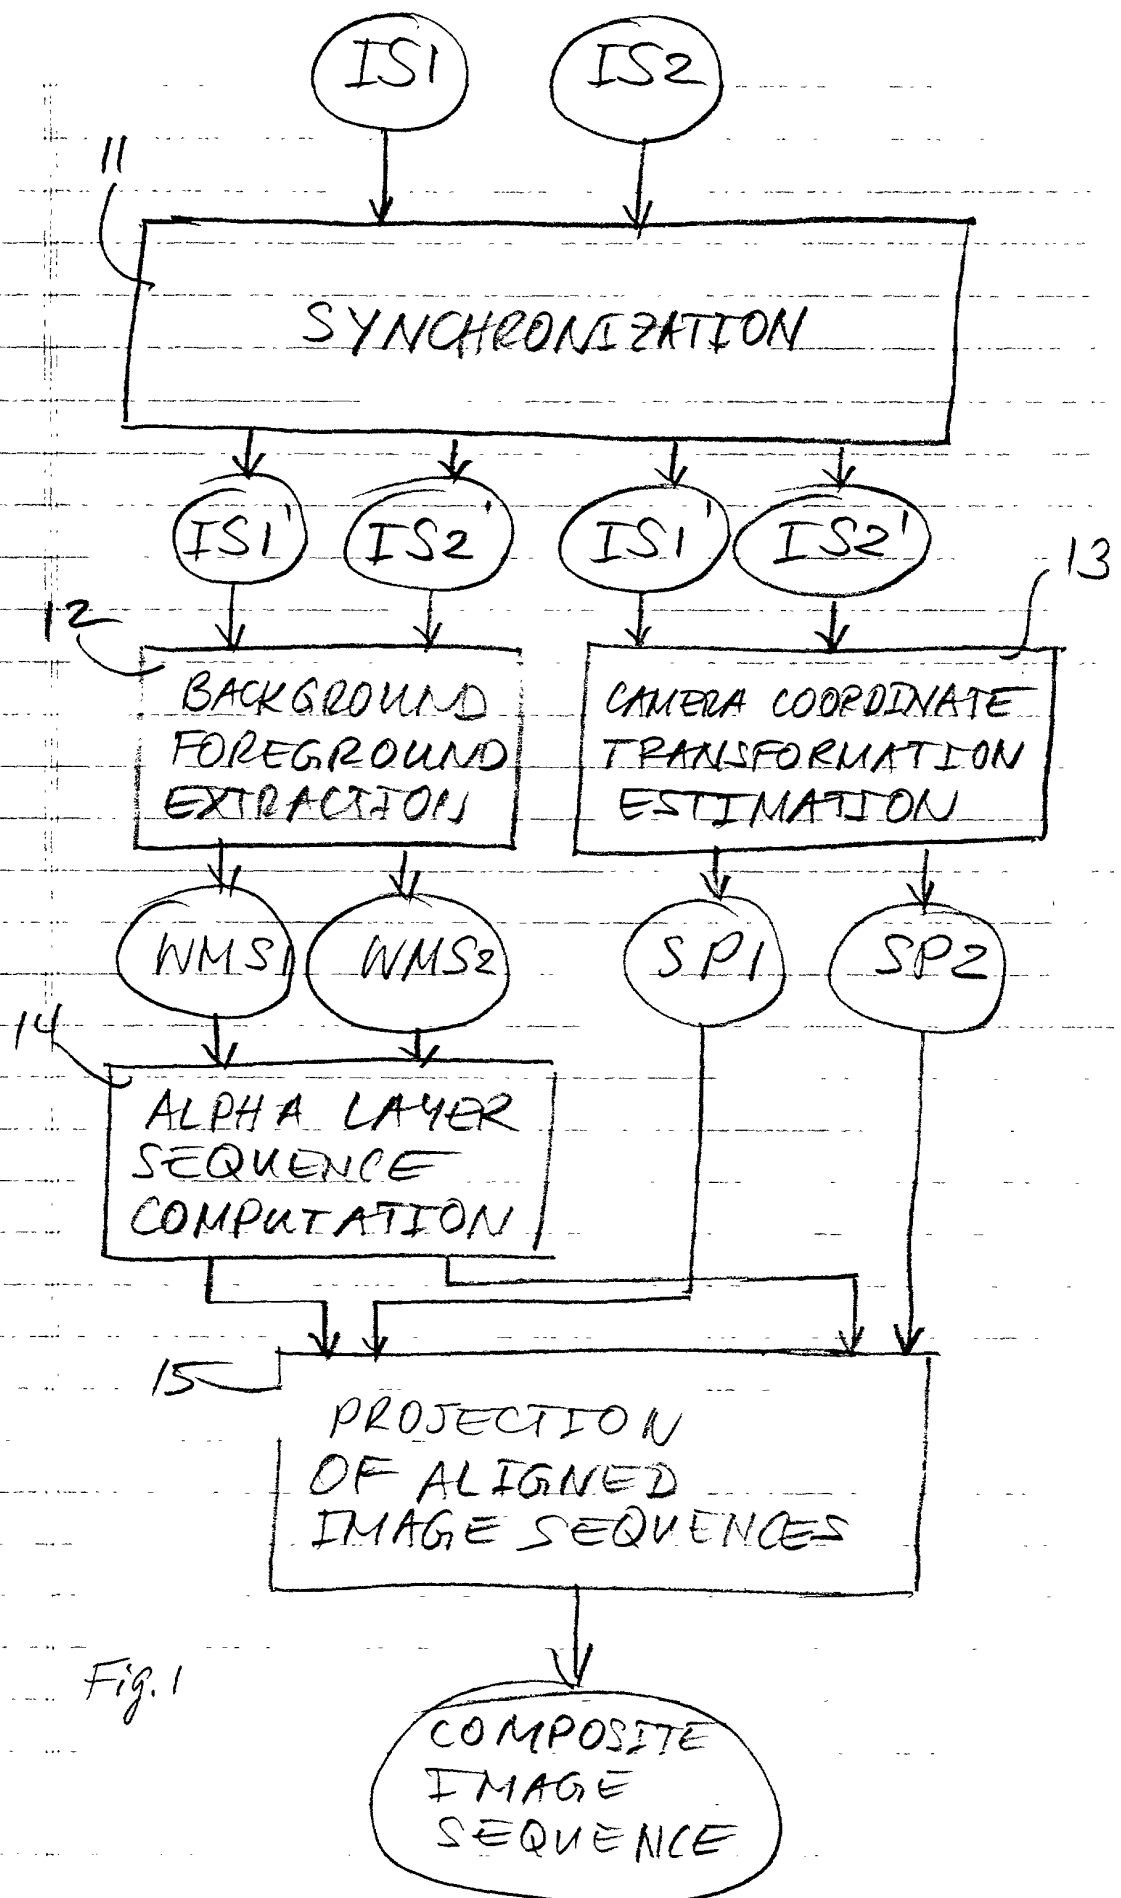 IS1 IS2
11
SYNCHRONIZATION
IS1' IS2' IS1' IS2'
13
12
BACKGROUND
FOREGROUND
EXTRACTION
CAMERA COORDINATE
TRANSFORMATION
ESTIMATION
WMS1 WMS2 SP1 SP2
14
ALPHA LAYER
SEQUENCE
COMPUTATION
15
PROJECTION
OF ALIGNED
IMAGE SEQUENCES
Fig. 1
COMPOSITE
IMAGE
SEQUENCE